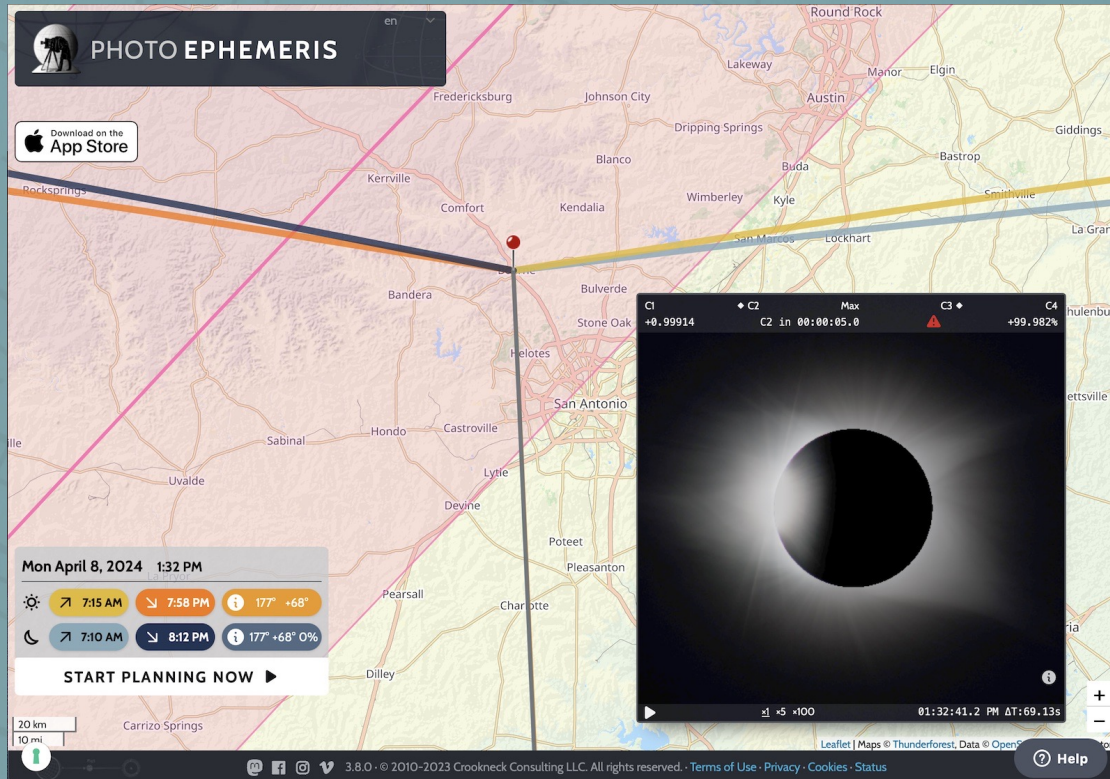 en
PHOTO EPHEMERIS
Download on the
App Store
Round Rock
Lakeway
Manor
Elgin
Fredericksburg
Johnson City
Austin
Giddings
Dripping Springs
Blanco
Buda
Bastrop
Kerrville
Rocksprings
Comfort
Kendalia
Wimberley
Kyle
Smithville
San Marcos
Lockhart
La Gran
Bandera
Bulverde
Stone Oak
Helotes
San Antonio
Castroville
Hondo
Sabinal
Uvalde
Lytle
Devine
Poteet
Pleasanton
Pearsall
Charlotte
Dilley
Carrizo Springs
La Pryor
C1 ◆ C2 Max C3 ◆ C4
+0.99914 C2 in 00:00:05.0 +99.982%
01:32:41.2 PM ΔT:69.13s
x1 ×5 ×100
Mon April 8, 2024 1:32 PM
7:15 AM 7:58 PM 177° +68°
7:10 AM 8:12 PM 177° +68° 0%
START PLANNING NOW
20 km
10 mi
+
−
Leaflet | Maps © Thunderforest, Data © OpenS
3.8.0 · © 2010-2023 Crookneck Consulting LLC. All rights reserved. · Terms of Use · Privacy · Cookies · Status
Help